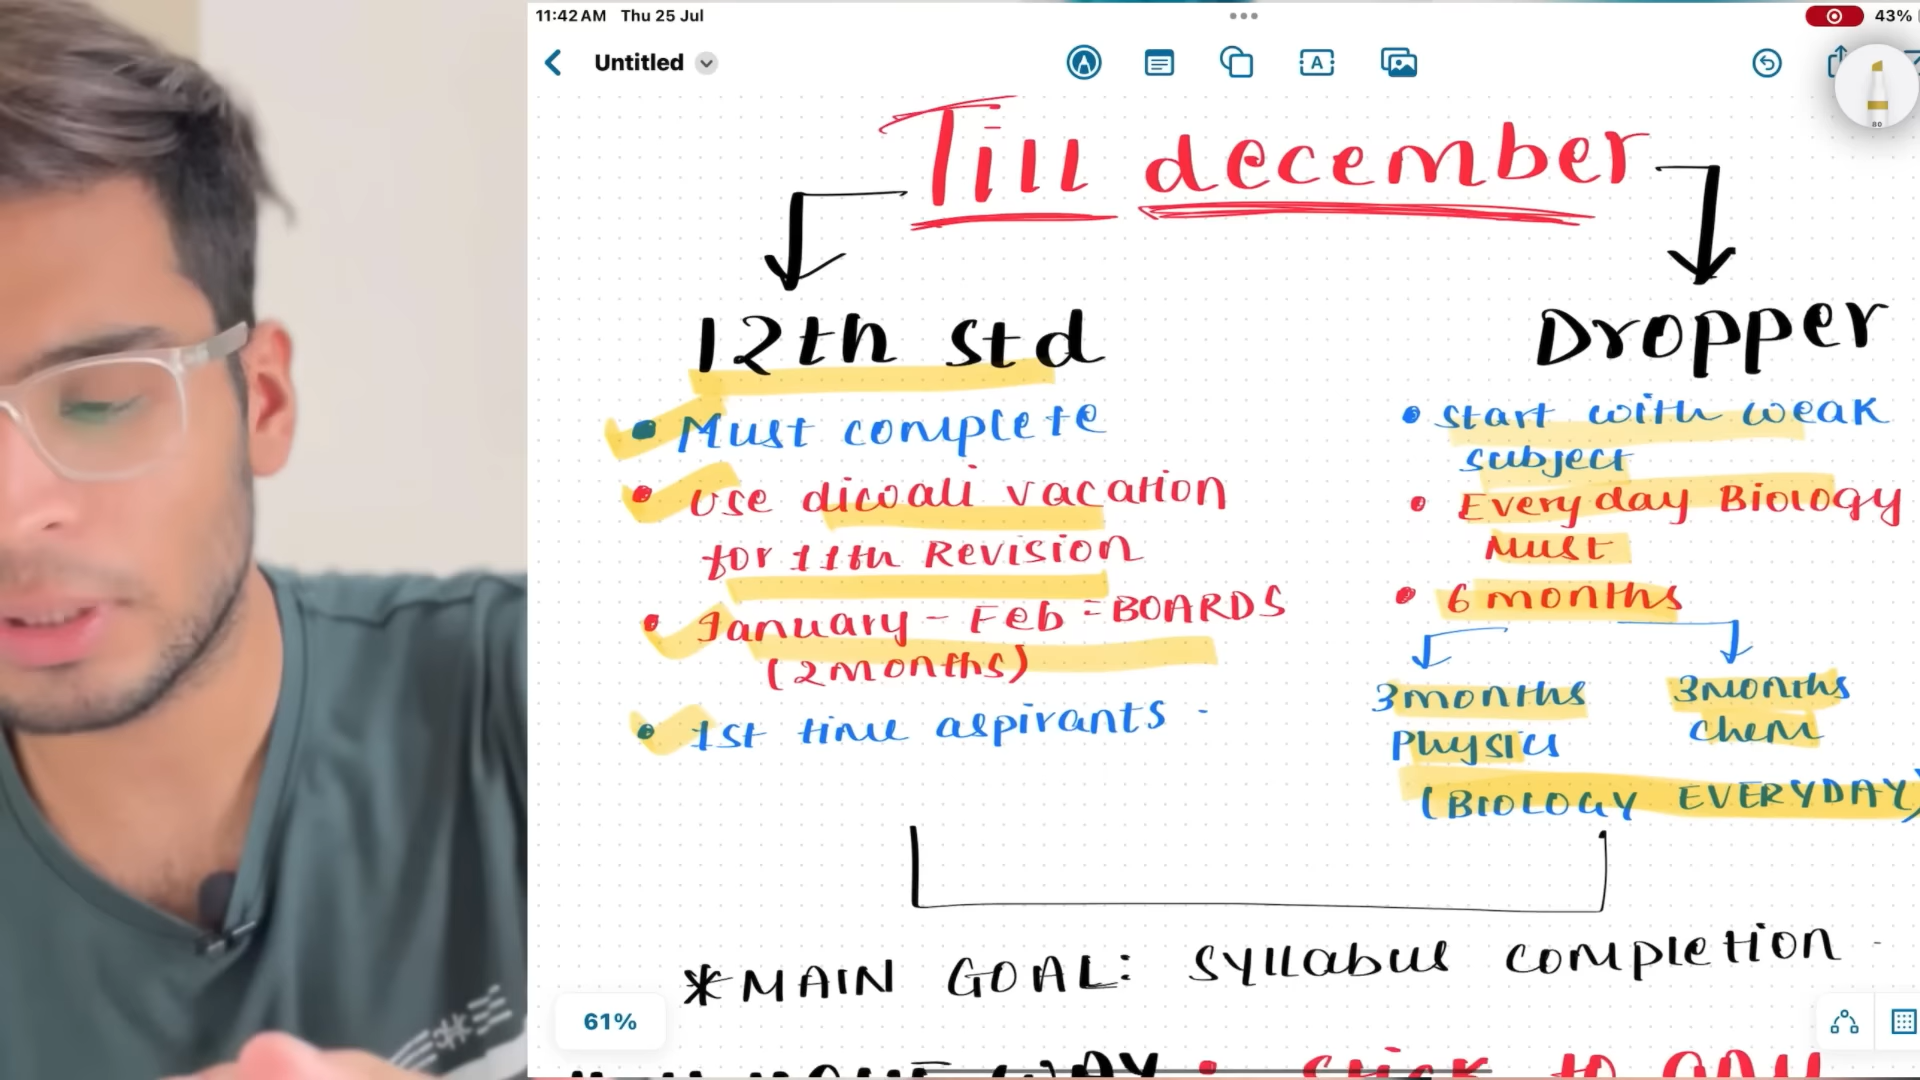 11:42 AM Thu 25 Jul
43%
Untitled
A
80
Till december
12th std
• Must complete
• Use diwali vacation
for 11th Revision
• January - Feb = BOARDS
(2 months)
• 1st time aspirants -
Dropper
• Start with weak
subject
• Everyday Biology
Must
• 6 months
3 months
Physics
3 months
chem
(BIOLOGY EVERYDAY)
*MAIN GOAL: Syllabus completion -
61%